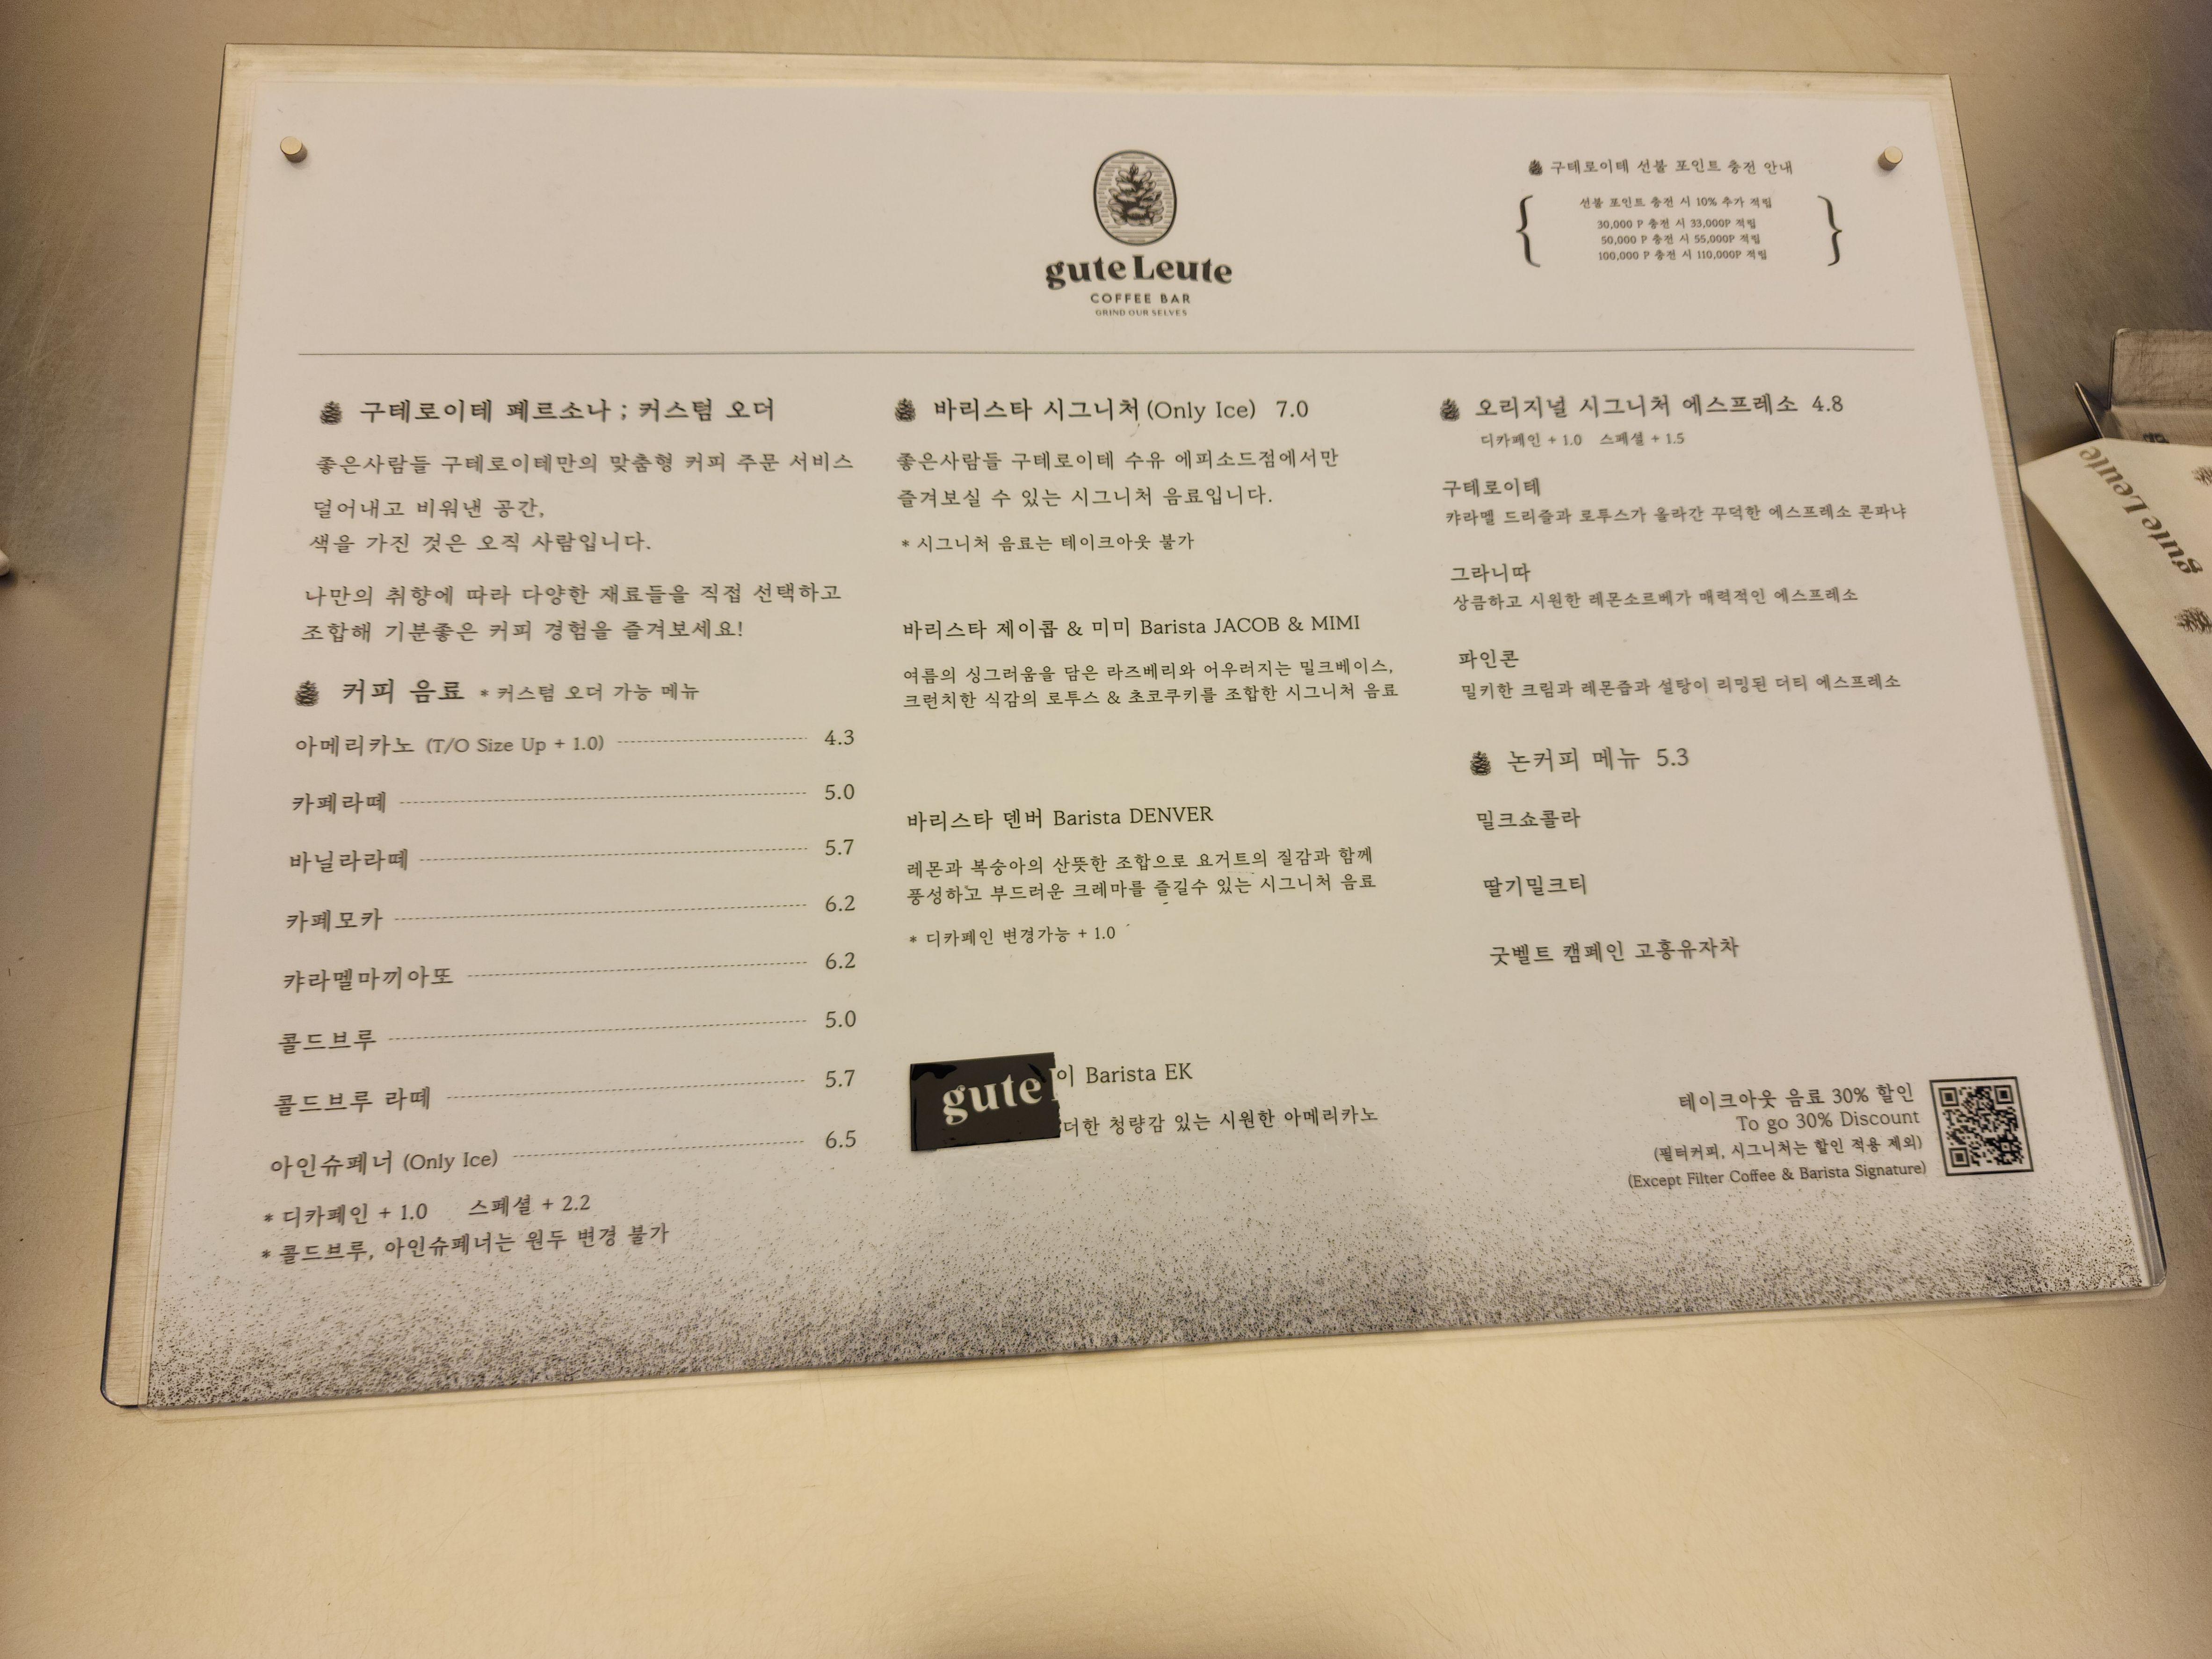 gute Leute
COFFEE BAR
GRIND OUR SELVES
구테로이테 선불 포인트 충전 안내
선불 포인트 충전 시 10% 추가 적립
30,000 P 충전 시 33,000P 적립
50,000 P 충전 시 55,000P 적립
100,000 P 충전 시 110,000P 적립
구테로이테 페르소나 ; 커스텀 오더
좋은사람들 구테로이테만의 맞춤형 커피 주문 서비스
덜어내고 비워낸 공간,
색을 가진 것은 오직 사람입니다.
나만의 취향에 따라 다양한 재료들을 직접 선택하고
조합해 기분좋은 커피 경험을 즐겨보세요!
커피 음료 * 커스텀 오더 가능 메뉴
아메리카노 (T/O Size Up + 1.0) 4.3
카페라떼 5.0
바닐라라떼 5.7
카페모카 6.2
캬라멜마끼아또 6.2
콜드브루 5.0
콜드브루 라떼 5.7
아인슈페너 (Only Ice) 6.5
* 디카페인 + 1.0 스페셜 + 2.2
* 콜드브루, 아인슈페너는 원두 변경 불가
바리스타 시그니처 (Only Ice) 7.0
좋은사람들 구테로이테 수유 에피소드점에서만
즐겨보실 수 있는 시그니처 음료입니다.
* 시그니처 음료는 테이크아웃 불가
바리스타 제이콥 & 미미 Barista JACOB & MIMI
여름의 싱그러움을 담은 라즈베리와 어우러지는 밀크베이스,
크런치한 식감의 로투스 & 초코쿠키를 조합한 시그니처 음료
바리스타 덴버 Barista DENVER
레몬과 복숭아의 산뜻한 조합으로 요거트의 질감과 함께
풍성하고 부드러운 크레마를 즐길수 있는 시그니처 음료
* 디카페인 변경가능 + 1.0
gute
이 Barista EK
더한 청량감 있는 시원한 아메리카노
오리지널 시그니처 에스프레소 4.8
디카페인 + 1.0 스페셜 + 1.5
구테로이테
캬라멜 드리즐과 로투스가 올라간 꾸덕한 에스프레소 콘파냐
그라니따
상큼하고 시원한 레몬소르베가 매력적인 에스프레소
파인콘
밀키한 크림과 레몬즙과 설탕이 리밍된 더티 에스프레소
논커피 메뉴 5.3
밀크쇼콜라
딸기밀크티
굿벨트 캠페인 고흥유자차
테이크아웃 음료 30% 할인
To go 30% Discount
(필터커피, 시그니처는 할인 적용 제외)
(Except Filter Coffee & Barista Signature)
gute Leute